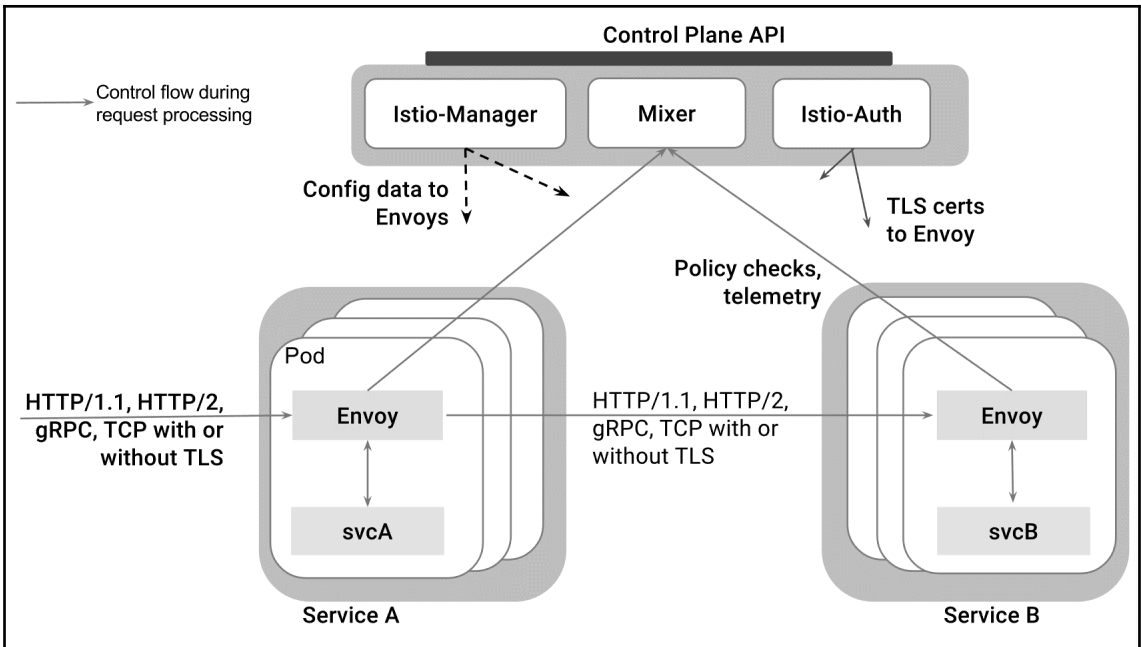 Control Plane API
Control flow during
request processing
Istio-Manager
Mixer
Istio-Auth
Config data to
Envoys
TLS certs
to Envoy
Policy checks,
telemetry
Pod
HTTP/1.1, HTTP/2,
gRPC, TCP with or
without TLS
Envoy
HTTP/1.1, HTTP/2,
gRPC, TCP with or
without TLS
Envoy
svcA
svcB
Service A
Service B